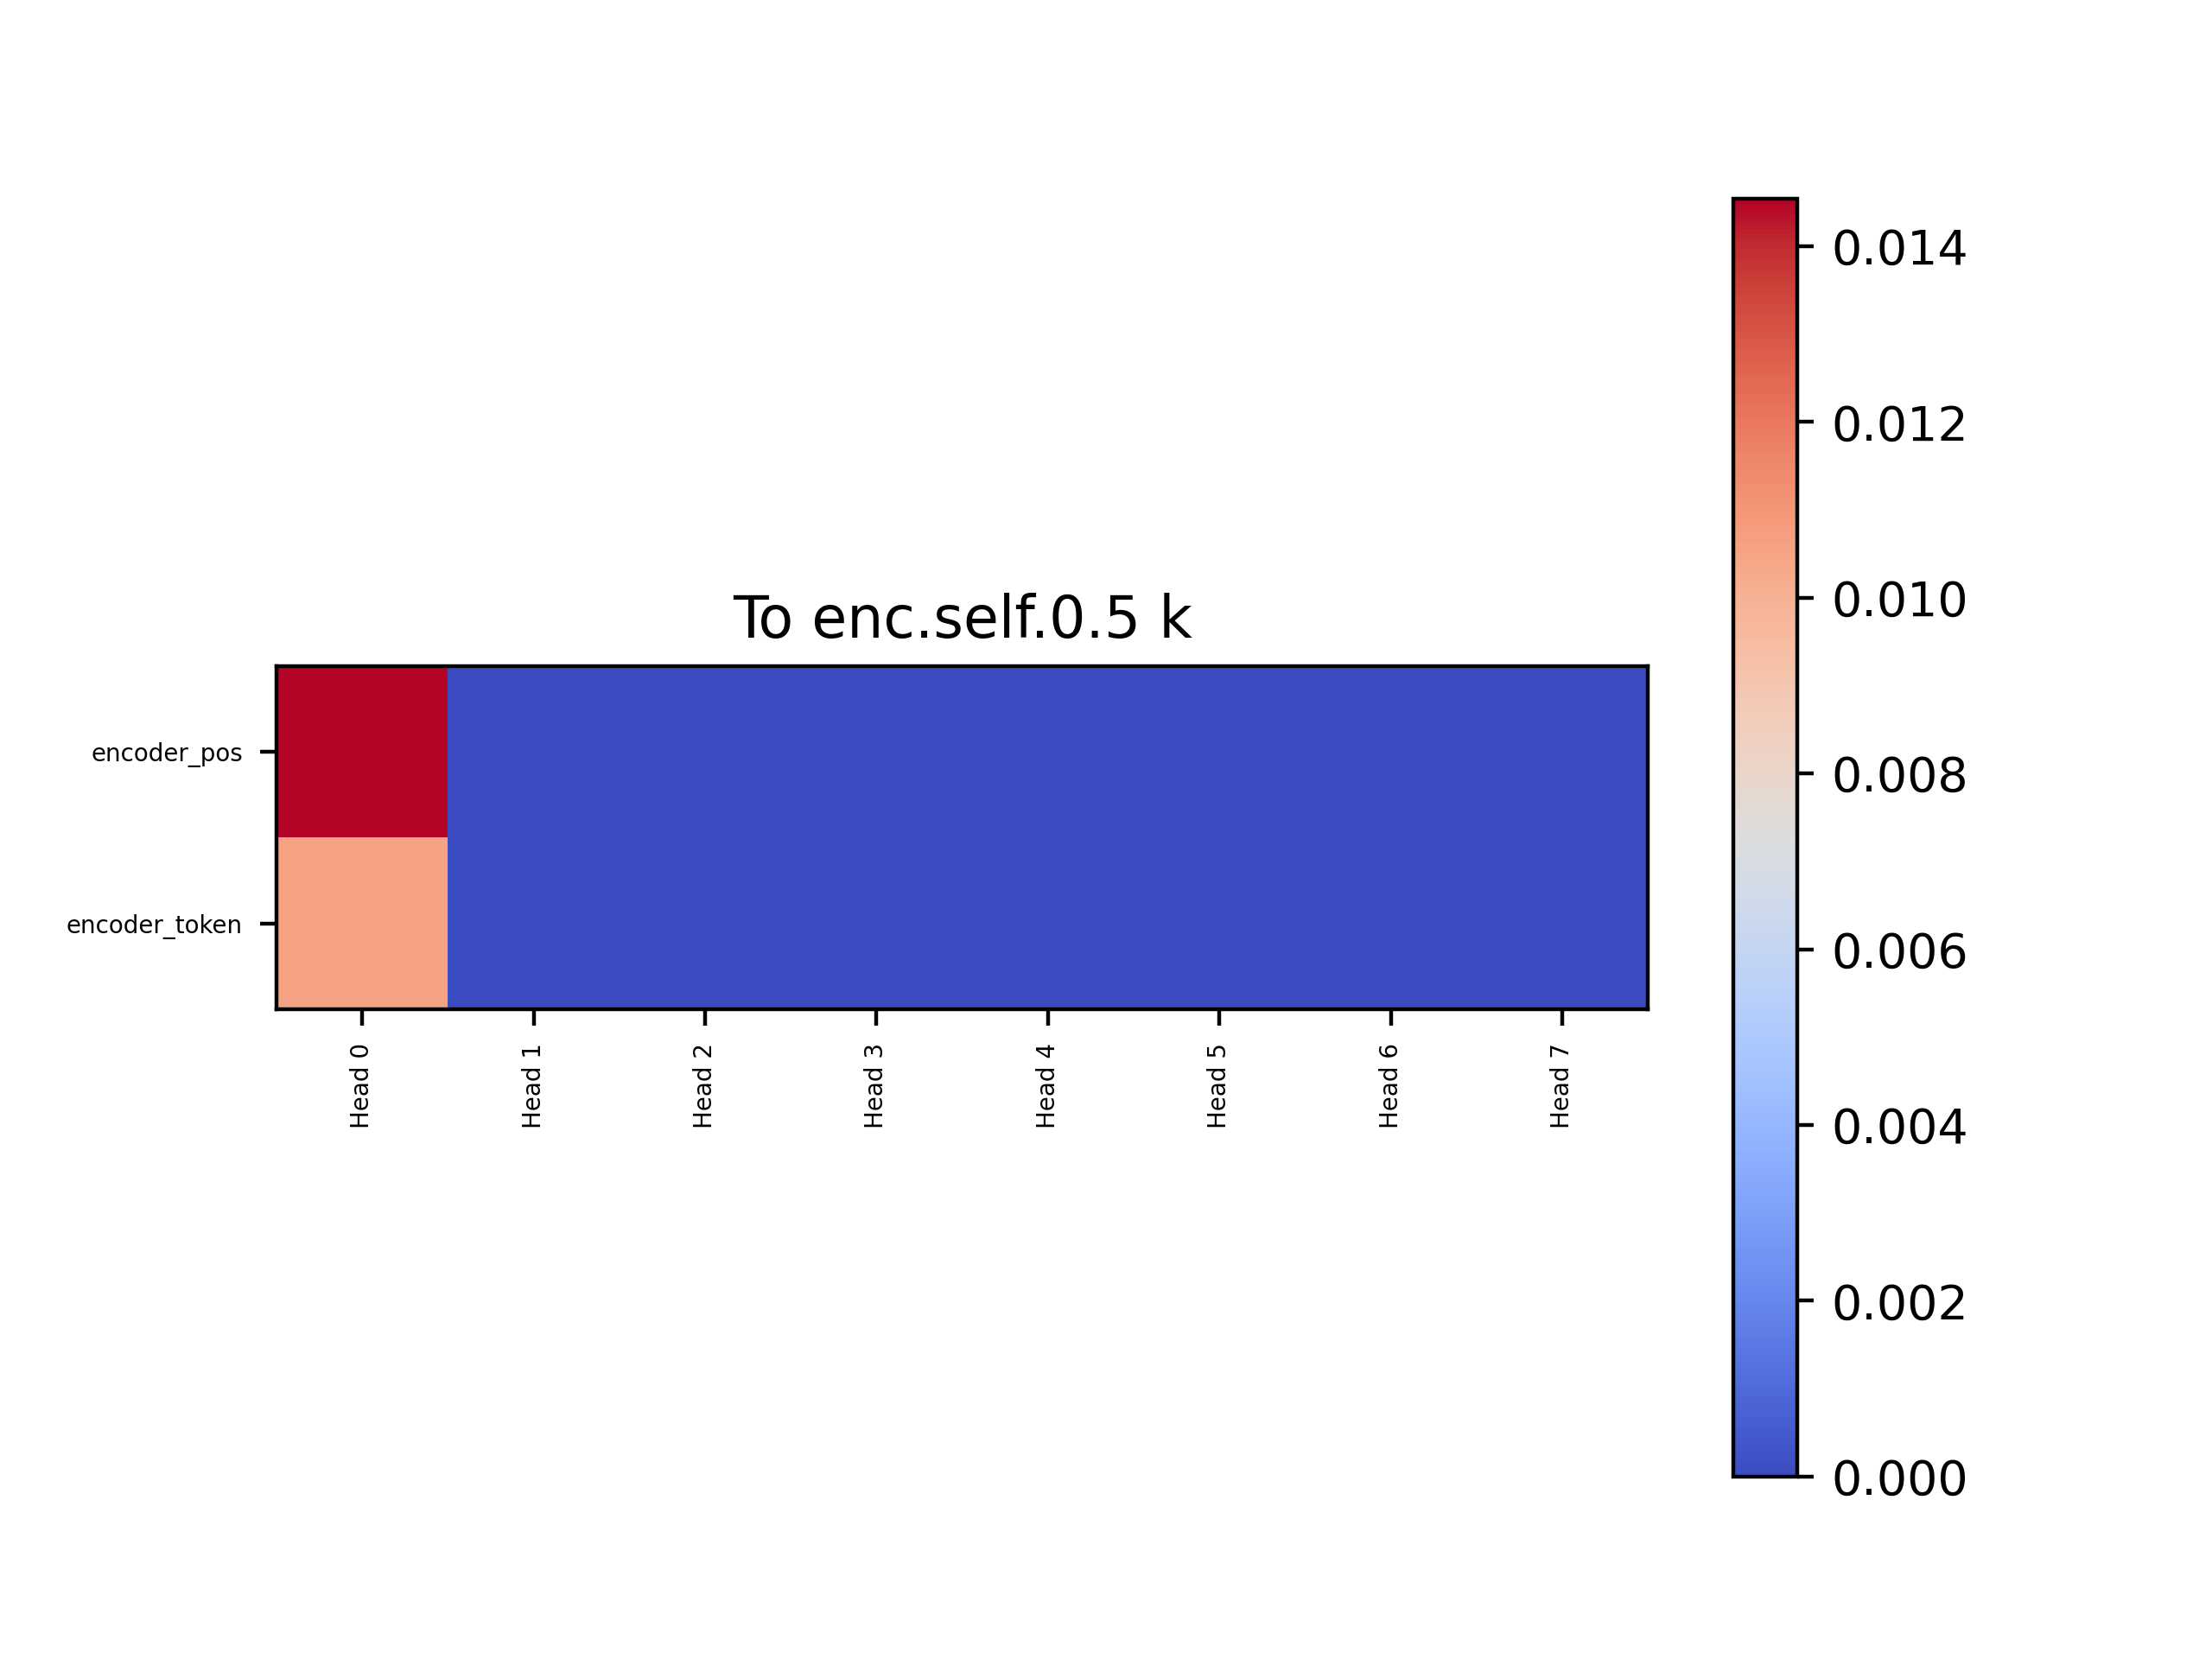 To enc.self.0.5 k
encoder_pos
encoder_token
Head 0
Head 1
Head 2
Head 3
Head 4
Head 5
Head 6
Head 7
0.014
0.012
0.010
0.008
0.006
0.004
0.002
0.000